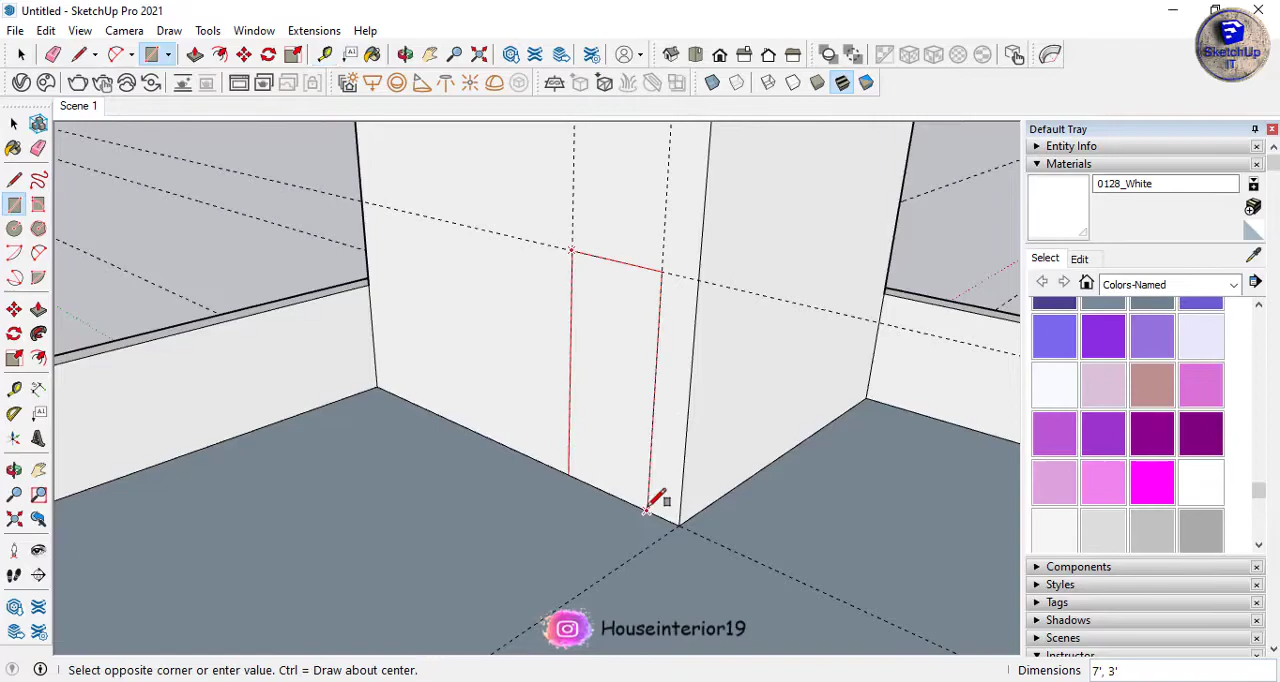 Untitled - SketchUp Pro 2021
File Edit View Camera Draw Tools Window Extensions Help
SketchUp IT
Scene 1
Default Tray
Entity Info
Materials
0128_White
Select Edit
Colors-Named
Components
Styles
Tags
Shadows
Scenes
Instructor
Houseinterior19
Select opposite corner or enter value. Ctrl = Draw about center.
Dimensions 7', 3'